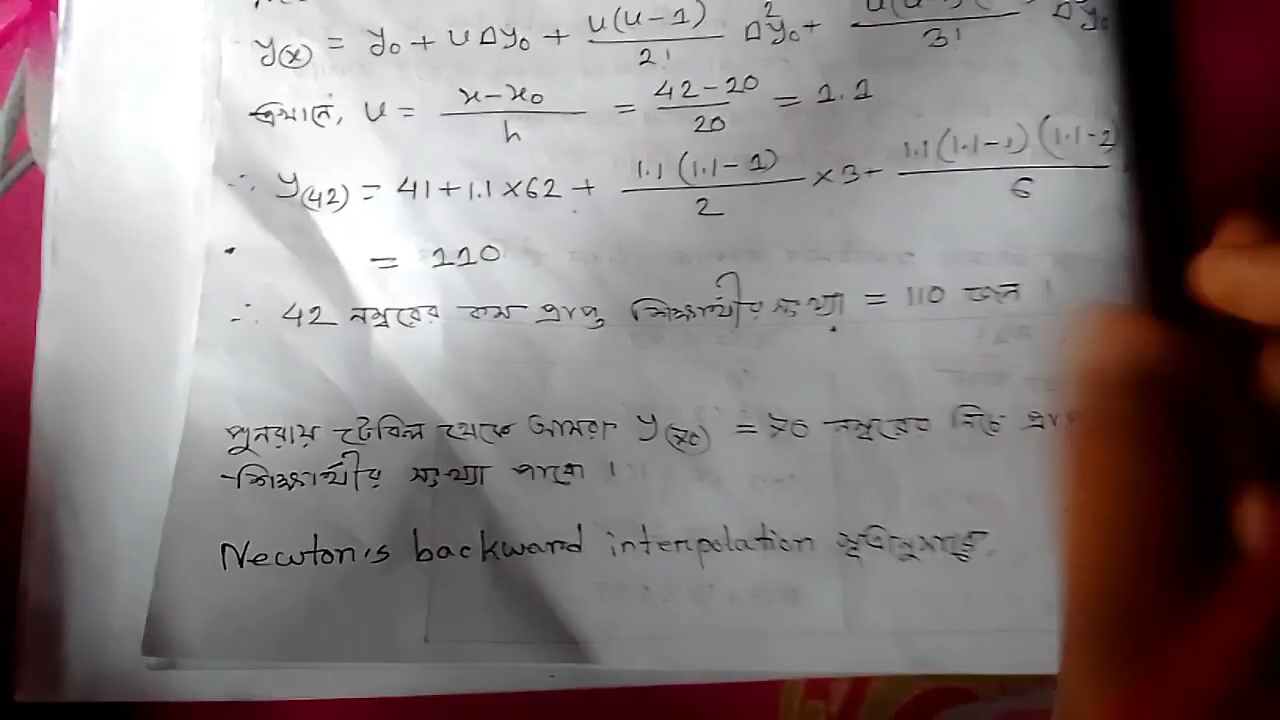 y(x) = y₀ + uΔy₀ + u(u-1)/2! Δ²y₀ + /3! y₀
এখানে, u = x-x₀/h = 42-20/20 = 1.1
∴ y(42) = 41+1.1×62 + 1.1(1.1-1)/2 ×3+ 1.1(1.1-1)(1.1-2/6
= 110
∴ 42 নম্বরের কম প্রাপ্ত শিক্ষার্থীর সংখ্যা = 110 জন।
পুনরায় টেবিল থেকে আমরা = নম্বরের নিচে
শিক্ষার্থীর সংখ্যা পাবো।
Newton's backward interpolation সূত্রানুসারে,